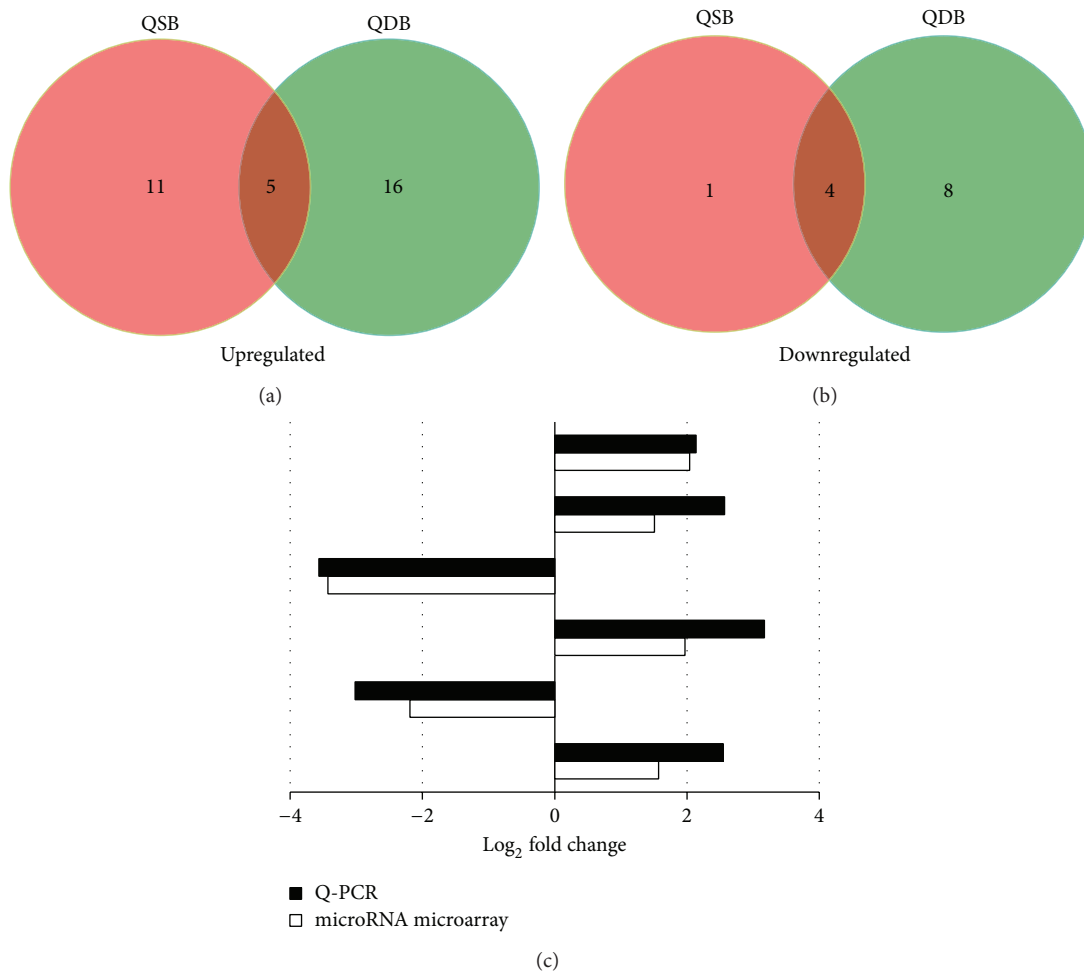 QSB QDB
11 5 16
Upregulated
(a)
QSB QDB
1 4 8
Downregulated
(b)
−4 −2 0 2 4
Log₂ fold change
Q-PCR
microRNA microarray
(c)